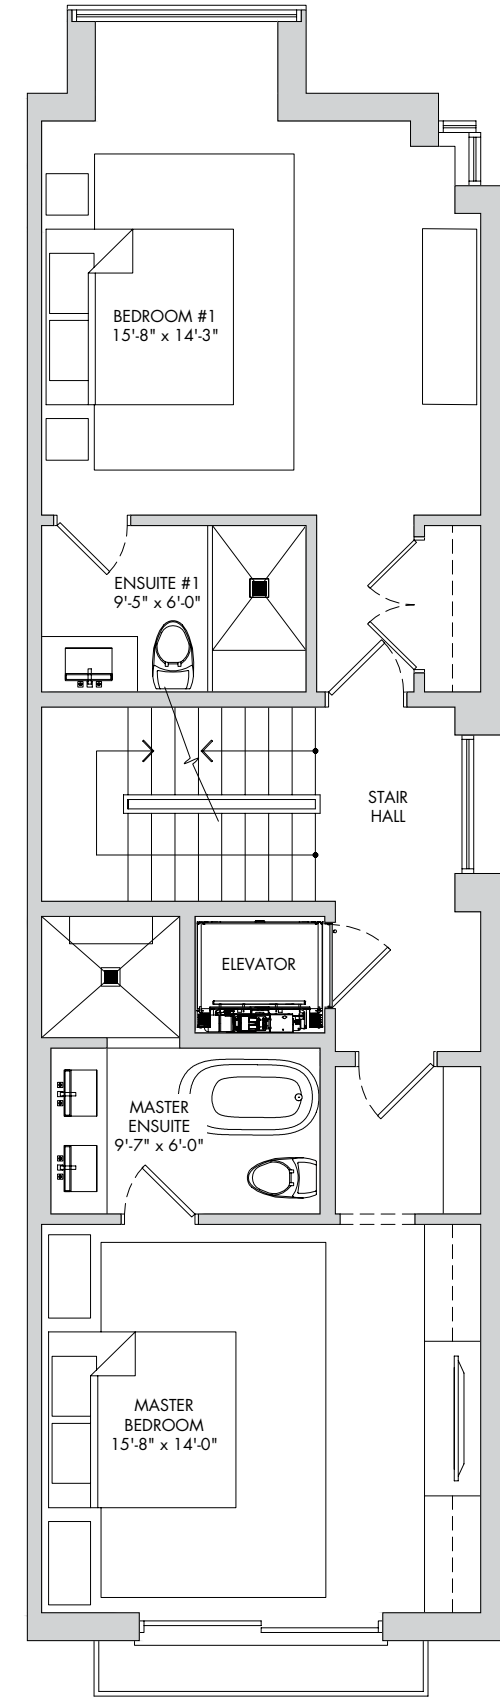 BEDROOM #1
15'-8" x 14'-3"
ENSUITE #1
9'-5" x 6'-0"
STAIR
HALL
ELEVATOR
MASTER
ENSUITE
9'-7" x 6'-0"
MASTER
BEDROOM
15'-8" x 14'-0"